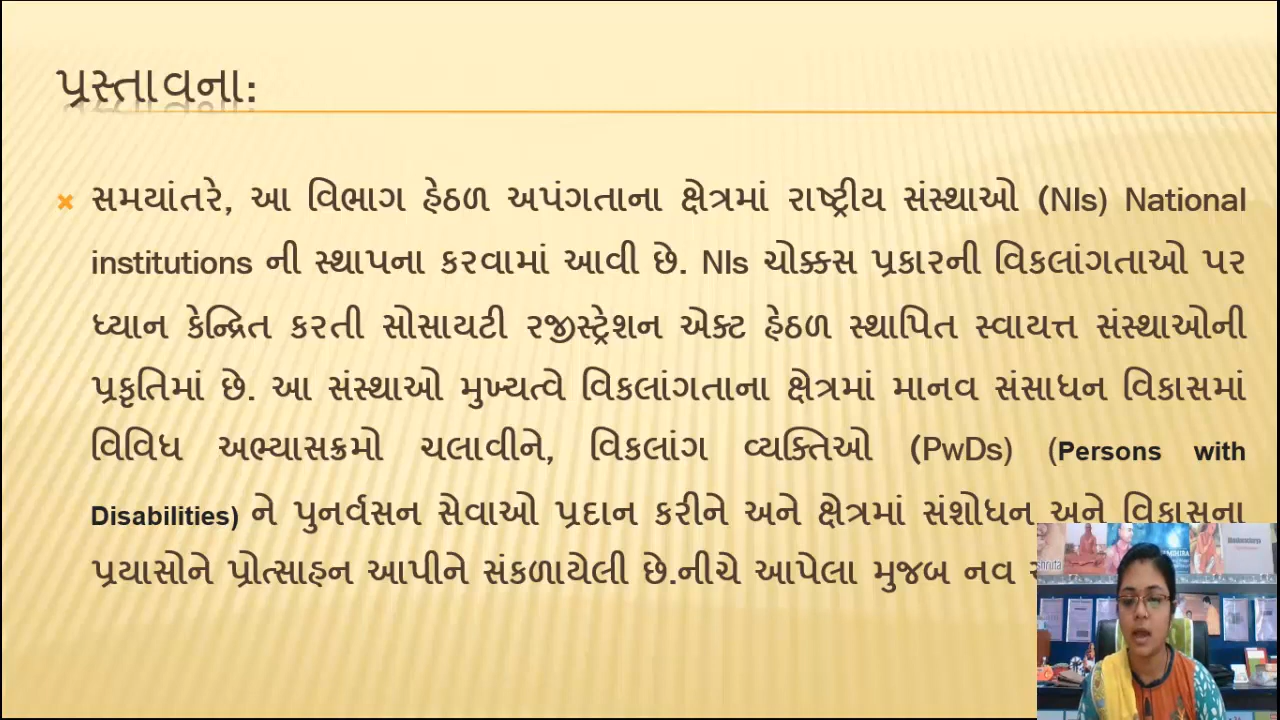 પ્રસ્તાવના:
સમયાંતરે, આ વિભાગ હેઠળ અપંગતાના ક્ષેત્રમાં રાષ્ટ્રીય સંસ્થાઓ (NIs) National
institutions ની સ્થાપના કરવામાં આવી છે. NIs ચોક્ક્સ પ્રકારની વિકલાંગતાઓ પર
ધ્યાન કેન્દ્રિત કરતી સોસાયટી રજીસ્ટ્રેશન એક્ટ હેઠળ સ્થાપિત સ્વાયત્ત સંસ્થાઓની
પ્રકૃતિમાં છે. આ સંસ્થાઓ મુખ્યત્વે વિકલાંગતાના ક્ષેત્રમાં માનવ સંસાધન વિકાસમાં
વિવિધ અભ્યાસક્રમો ચલાવીને, વિકલાંગ વ્યક્તિઓ (PwDs) (Persons with
Disabilities) ને પુનર્વસન સેવાઓ પ્રદાન કરીને અને ક્ષેત્રમાં સંશોધન અને વિકાસના
પ્રયાસોને પ્રોત્સાહન આપીને સંકળાયેલી છે.નીચે આપેલા મુજબ નવ